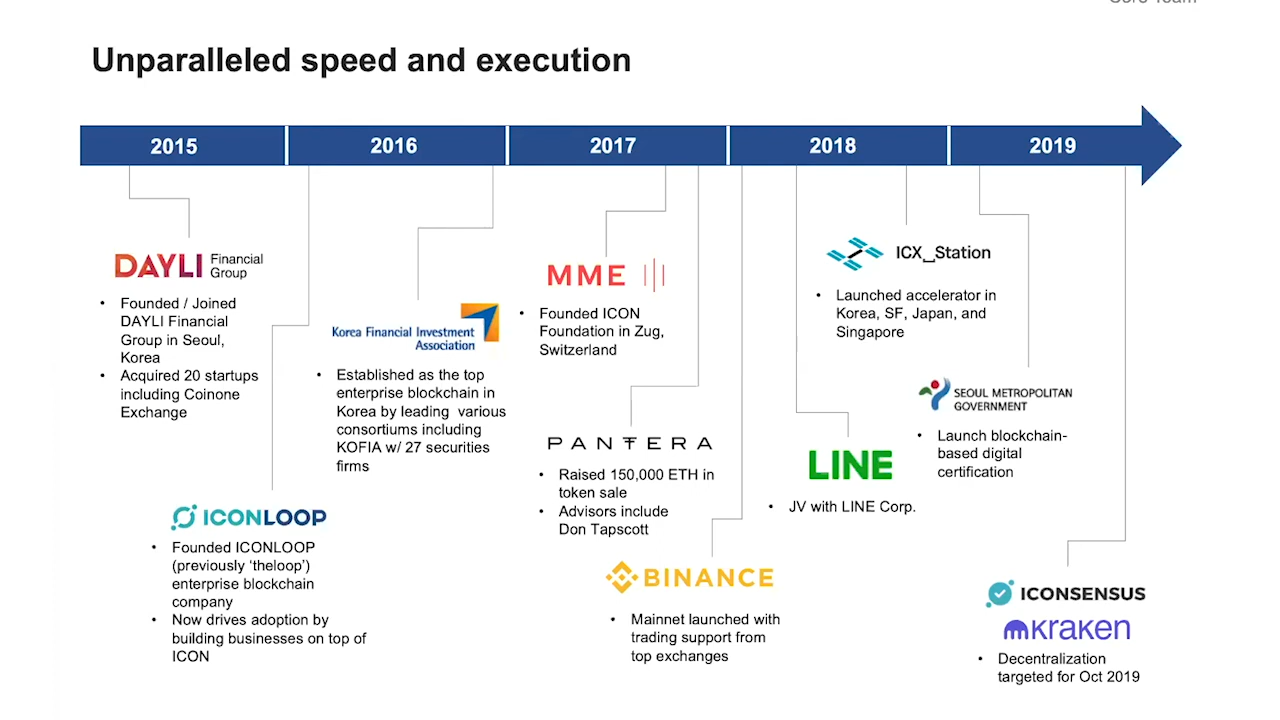 Unparalleled speed and execution
2015
2016
2017
2018
2019
DAYLI Financial
Group
• Founded / Joined
DAYLI Financial
Group in Seoul,
Korea
• Acquired 20 startups
including Coinone
Exchange
ICONLOOP
• Founded ICONLOOP
(previously ‘theloop’)
enterprise blockchain
company
• Now drives adoption by
building businesses on top of
ICON
Korea Financial Investment
Association
• Established as the top
enterprise blockchain in
Korea by leading various
consortiums including
KOFIA w/ 27 securities
firms
MME
• Founded ICON
Foundation in Zug,
Switzerland
PANTERA
• Raised 150,000 ETH in
token sale
• Advisors include
Don Tapscott
BINANCE
• Mainnet launched with
trading support from
top exchanges
LINE
• JV with LINE Corp.
ICX_Station
• Launched accelerator in
Korea, SF, Japan, and
Singapore
SEOUL METROPOLITAN
GOVERNMENT
• Launch blockchain-
based digital
certification
ICONSENSUS
kraken
• Decentralization
targeted for Oct 2019